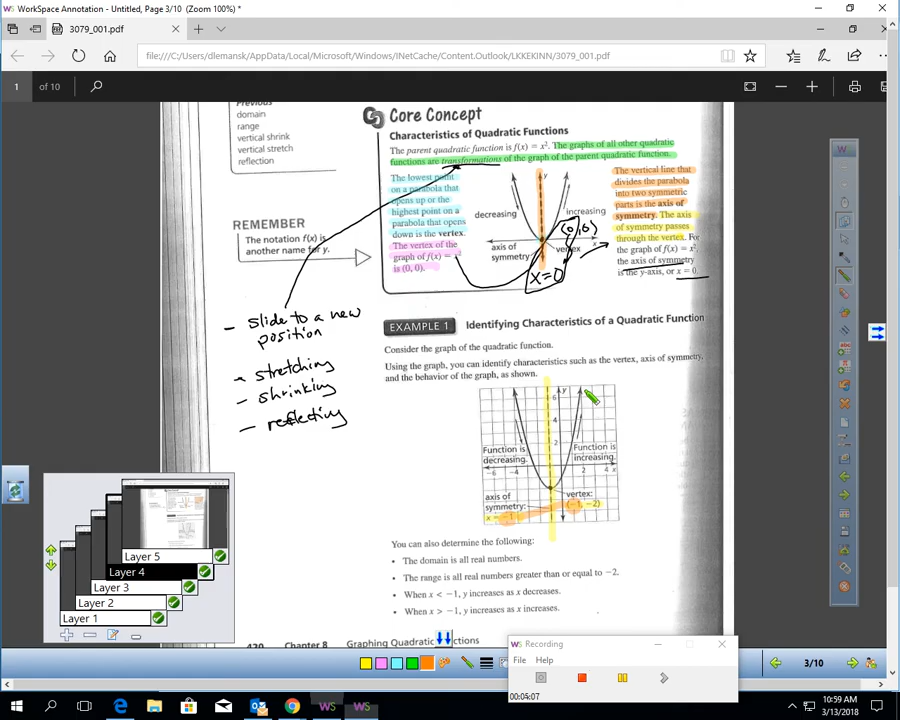 WS WorkSpace Annotation - Untitled, Page 3/10 (Zoom 100%) *
3079_001.pdf
file:///C:/Users/dlemansk/AppData/Local/Microsoft/Windows/INetCache/Content.Outlook/LKKEKINN/3079_001.pdf
1 of 10
Previous
domain
range
vertical shrink
vertical stretch
reflection
REMEMBER
The notation f(x) is
another name for y.
Core Concept
Characteristics of Quadratic Functions
The parent quadratic function is f(x) = x². The graphs of all other quadratic
functions are transformations of the graph of the parent quadratic function.
The lowest point
on a parabola that
opens up or the
highest point on a
parabola that opens
down is the vertex.
The vertex of the
graph of f(x) = x²
is (0, 0).
decreasing
increasing
y
x
axis of
symmetry
vertex
(0,0)
x=0
The vertical line that
divides the parabola
into two symmetric
parts is the axis of
symmetry. The axis
of symmetry passes
through the vertex. For
the graph of f(x) = x²,
the axis of symmetry
is the y-axis, or x = 0.
- slide to a new
position
- stretching
- shrinking
- reflecting
EXAMPLE 1 Identifying Characteristics of a Quadratic Function
Consider the graph of the quadratic function.
Using the graph, you can identify characteristics such as the vertex, axis of symmetry,
and the behavior of the graph, as shown.
6
y
4
2
Function is
decreasing.
Function is
increasing.
-6 -4 2 4 x
axis of
symmetry:
x = -1
vertex:
(-1, -2)
You can also determine the following:
• The domain is all real numbers.
• The range is all real numbers greater than or equal to −2.
• When x < −1, y increases as x decreases.
• When x > −1, y increases as x increases.
420 Chapter 8 Graphing Quadratic ctions
Layer 5
Layer 4
Layer 3
Layer 2
Layer 1
WS Recording
File Help
00:05:07
3/10
10:59 AM
3/13/2018